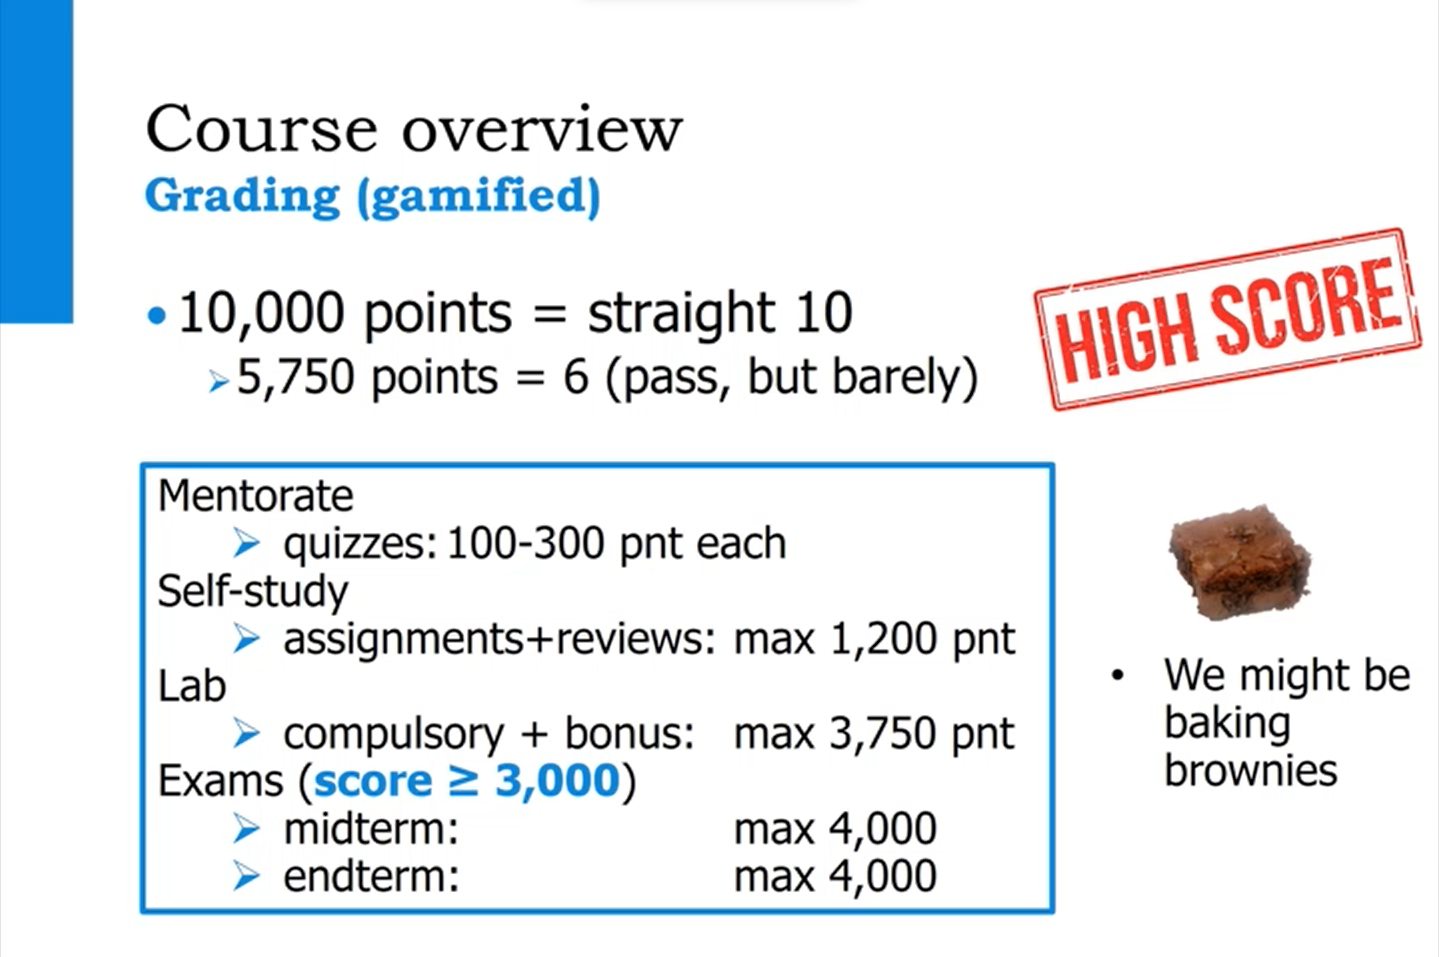 Course overview
Grading (gamified)
• 10,000 points = straight 10
➢ 5,750 points = 6 (pass, but barely)
HIGH SCORE
Mentorate
➢ quizzes: 100-300 pnt each
Self-study
➢ assignments+reviews: max 1,200 pnt
Lab
➢ compulsory + bonus: max 3,750 pnt
Exams (score ≥ 3,000)
➢ midterm: max 4,000
➢ endterm: max 4,000
• We might be
baking
brownies